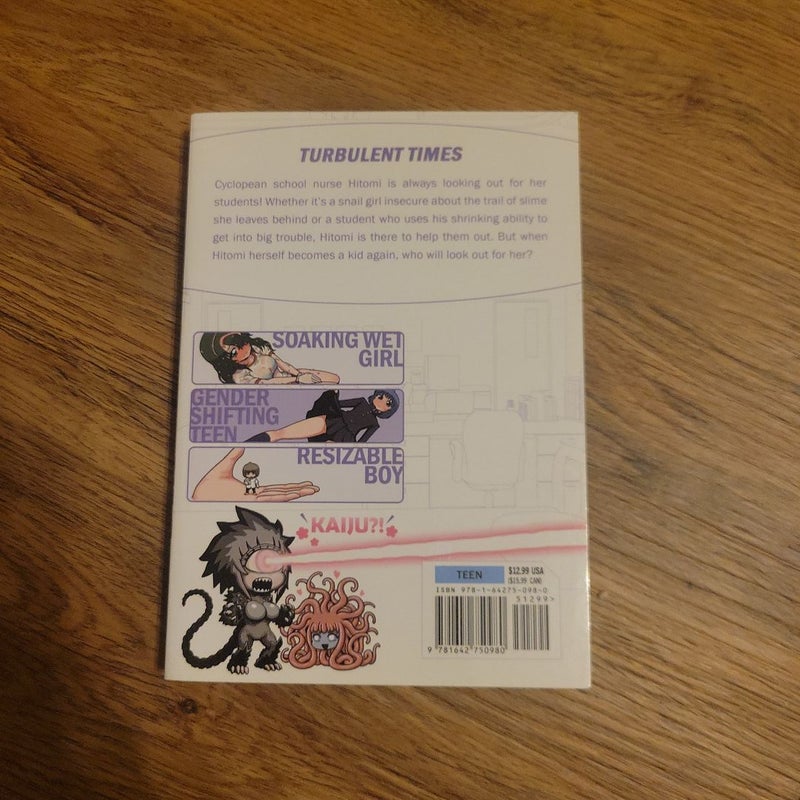 TURBULENT TIMES
Cyclopean school nurse Hitomi is always looking out for her
students! Whether it's a snail girl insecure about the trail of slime
she leaves behind or a student who uses his shrinking ability to
get into big trouble, Hitomi is there to help them out. But when
Hitomi herself becomes a kid again, who will look out for her?
SOAKING WET
GIRL
GENDER
SHIFTING
TEEN
RESIZABLE
BOY
KAIJU?!
TEEN
$12.99 USA
($15.99 CAN)
ISBN 978-1-64275-098-0
51299>
9 781642 750980